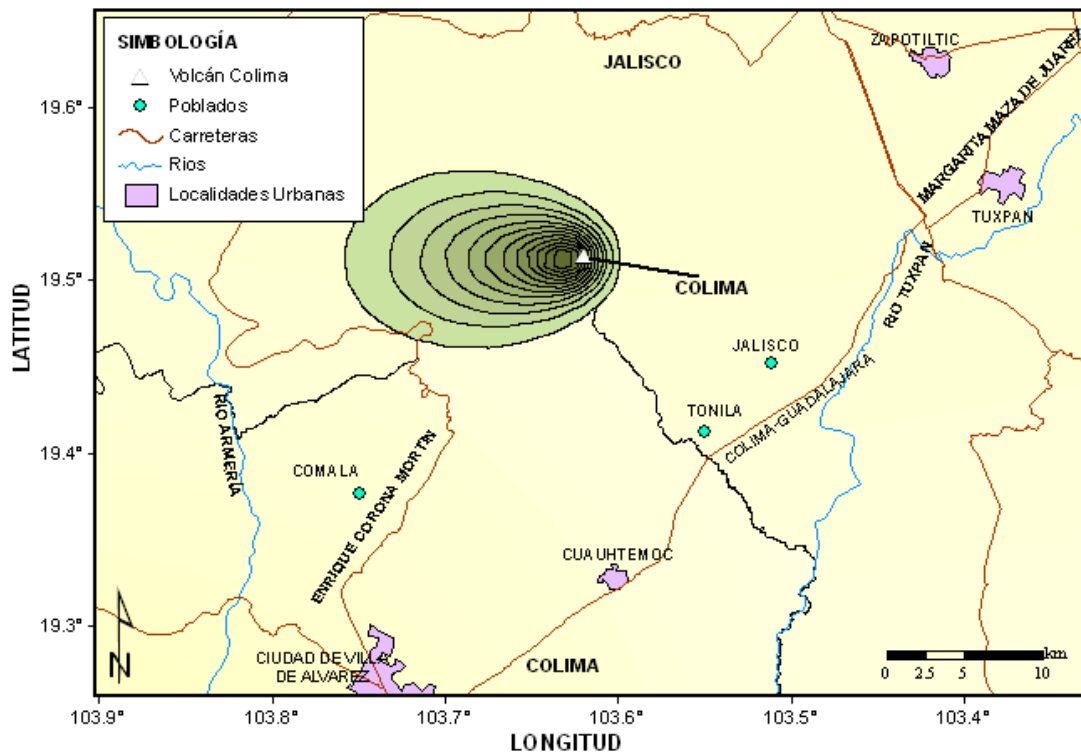 SIMBOLOGÍA
Volcán Colima
Poblados
Carreteras
Rios
Localidades Urbanas
JALISCO
ZAPOTILTIC
MARGARITA MAZA DE JUAREZ
TUXPAN
RIO TUXPAN
COLIMA
JALISCO
TONILA
COLIMA-GUADALAJARA
RIO ARMERÍA
COMALA
ENRIQUE CORONA MORTIN
CUAUHTEMOC
CIUDAD DE VILLA
DE ALVAREZ
COLIMA
N
km
0 2.5 5 10
19.6°
19.5°
19.4°
19.3°
LATITUD
103.9° 103.8° 103.7° 103.6° 103.5° 103.4°
LONGITUD